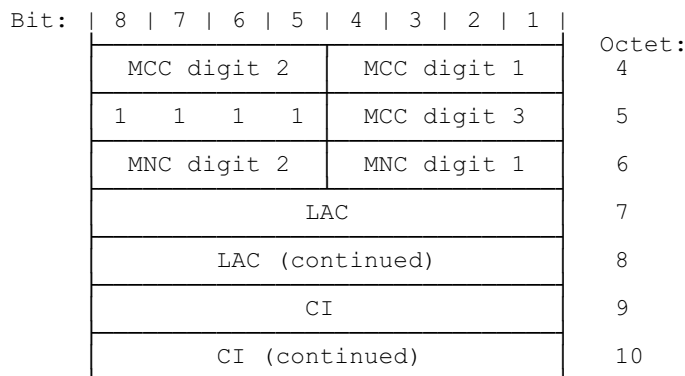 Bit: | 8 | 7 | 6 | 5 | 4 | 3 | 2 | 1 |
Octet:
MCC digit 2 MCC digit 1 4
1 1 1 1 MCC digit 3 5
MNC digit 2 MNC digit 1 6
LAC 7
LAC (continued) 8
CI 9
CI (continued) 10